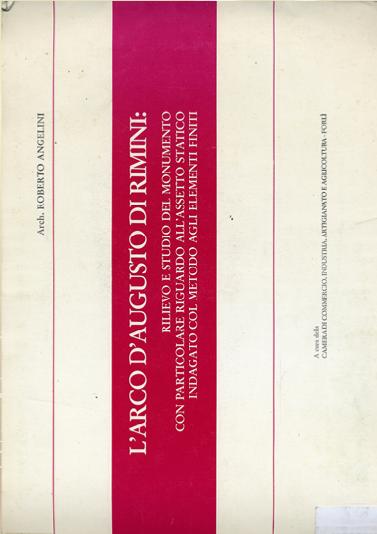 Arch. ROBERTO ANGELINI
L'ARCO D'AUGUSTO DI RIMINI:
RILIEVO E STUDIO DEL MONUMENTO
CON PARTICOLARE RIGUARDO ALL'ASSETTO STATICO
INDAGATO COL METODO AGLI ELEMENTI FINITI
A cura della
CAMERA DI COMMERCIO, INDUSTRIA, ARTIGIANATO E AGRICOLTURA - FORLÌ